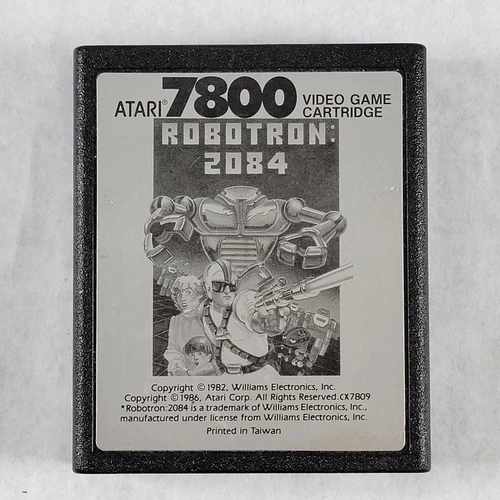 ATARI® 7800 VIDEO GAME
CARTRIDGE
ROBOTRON:
2084
Copyright © 1982, Williams Electronics, Inc.
Copyright © 1986, Atari Corp. All Rights Reserved. CX7809
*Robotron:2084 is a trademark of Williams Electronics, Inc.,
manufactured under license from Williams Electronics, Inc.
Printed in Taiwan